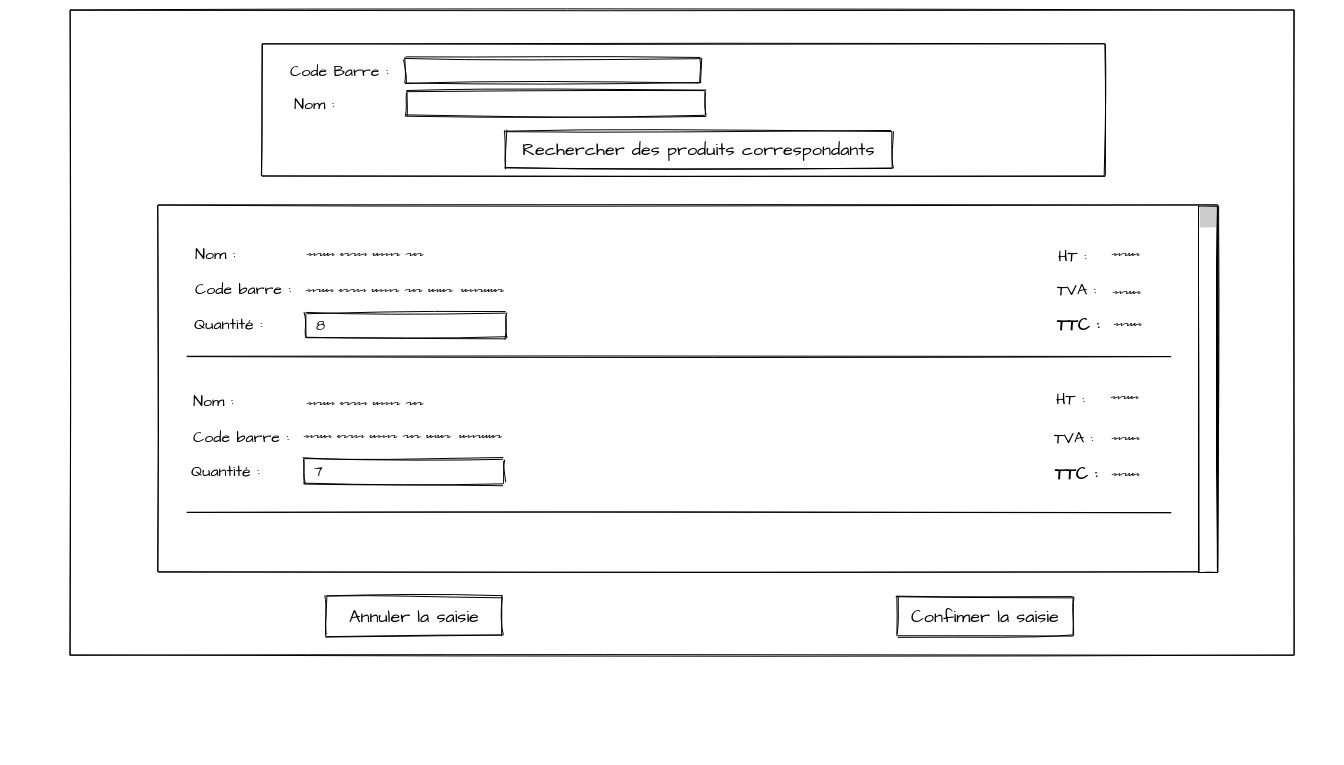 Code Barre :
Nom :
Rechercher des produits correspondants
Nom :
HT :
Code barre :
TVA :
Quantité : 8
TTC :
Nom :
HT :
Code barre :
TVA :
Quantité : 7
TTC :
Annuler la saisie
Confimer la saisie